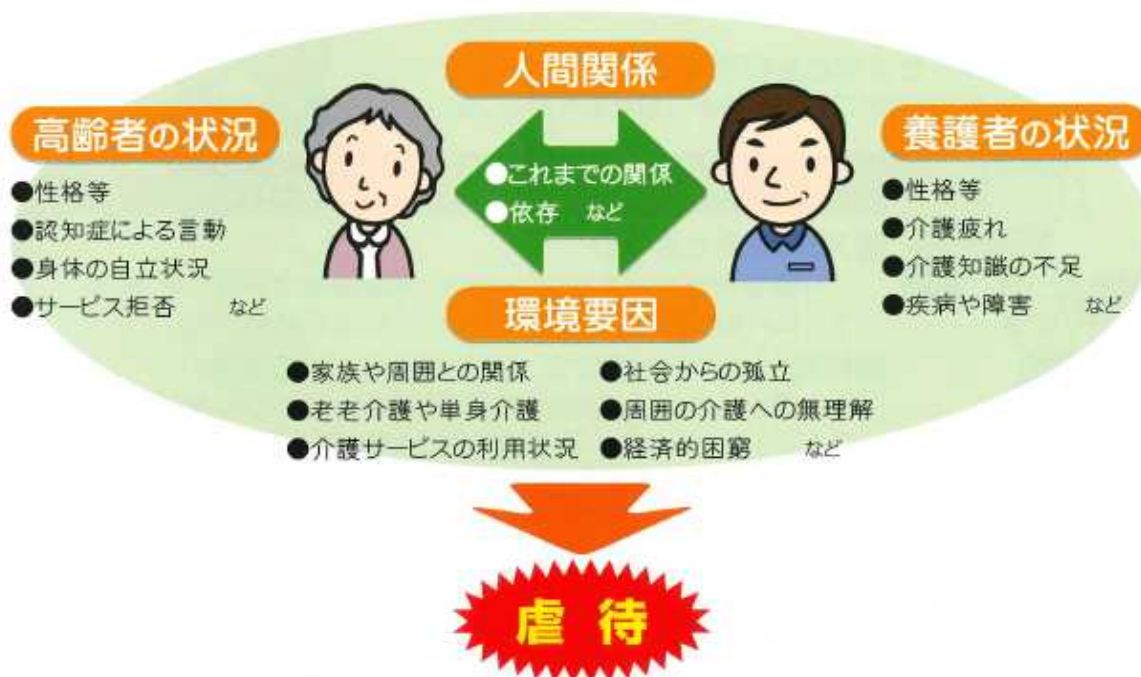 人間関係
高齢者の状況
●性格等
●認知症による言動
●身体の自立状況
●サービス拒否 など
●これまでの関係
●依存 など
養護者の状況
●性格等
●介護疲れ
●介護知識の不足
●疾病や障害 など
環境要因
●家族や周囲との関係
●老老介護や単身介護
●介護サービスの利用状況
●社会からの孤立
●周囲の介護への無理解
●経済的困窮 など
虐待